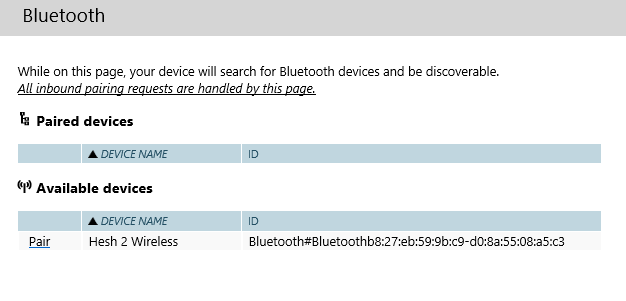 Bluetooth
While on this page, your device will search for Bluetooth devices and be discoverable.
All inbound pairing requests are handled by this page.
Paired devices
DEVICE NAME ID
Available devices
DEVICE NAME ID
Pair Hesh 2 Wireless Bluetooth#Bluetoothb8:27:eb:59:9b:c9-d0:8a:55:08:a5:c3